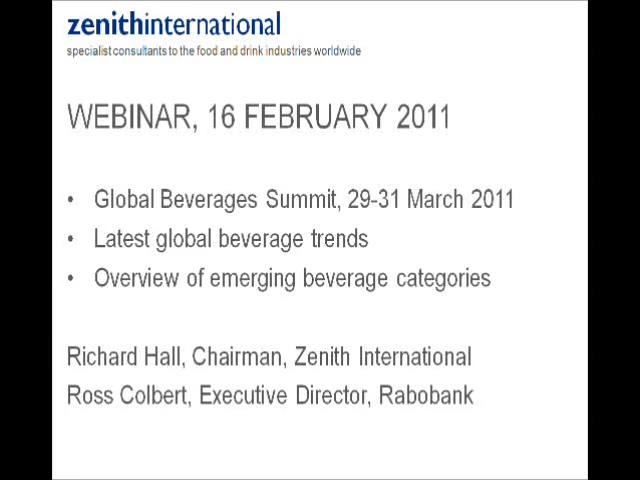 zenithinternational
specialist consultants to the food and drink industries worldwide
WEBINAR, 16 FEBRUARY 2011
• Global Beverages Summit, 29-31 March 2011
• Latest global beverage trends
• Overview of emerging beverage categories
Richard Hall, Chairman, Zenith International
Ross Colbert, Executive Director, Rabobank